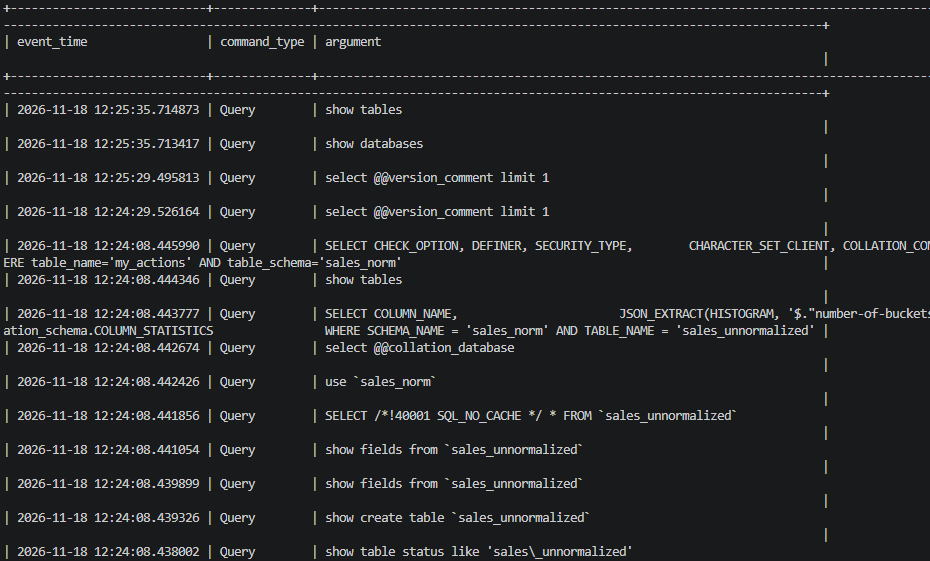 | event_time | command_type | argument
|
| 2026-11-18 12:25:35.714873 | Query | show tables
|
| 2026-11-18 12:25:35.713417 | Query | show databases
|
| 2026-11-18 12:25:29.495813 | Query | select @@version_comment limit 1
|
| 2026-11-18 12:24:29.526164 | Query | select @@version_comment limit 1
|
| 2026-11-18 12:24:08.445990 | Query | SELECT CHECK_OPTION, DEFINER, SECURITY_TYPE, CHARACTER_SET_CLIENT, COLLATION_CON
ERE table_name='my_actions' AND table_schema='sales_norm' |
| 2026-11-18 12:24:08.444346 | Query | show tables
|
| 2026-11-18 12:24:08.443777 | Query | SELECT COLUMN_NAME, JSON_EXTRACT(HISTOGRAM, '$."number-of-buckets
ation_schema.COLUMN_STATISTICS WHERE SCHEMA_NAME = 'sales_norm' AND TABLE_NAME = 'sales_unnormalized' |
| 2026-11-18 12:24:08.442674 | Query | select @@collation_database
|
| 2026-11-18 12:24:08.442426 | Query | use `sales_norm`
|
| 2026-11-18 12:24:08.441856 | Query | SELECT /*!40001 SQL_NO_CACHE */ * FROM `sales_unnormalized`
|
| 2026-11-18 12:24:08.441054 | Query | show fields from `sales_unnormalized`
|
| 2026-11-18 12:24:08.439899 | Query | show fields from `sales_unnormalized`
|
| 2026-11-18 12:24:08.439326 | Query | show create table `sales_unnormalized`
|
| 2026-11-18 12:24:08.438002 | Query | show table status like 'sales\_unnormalized'